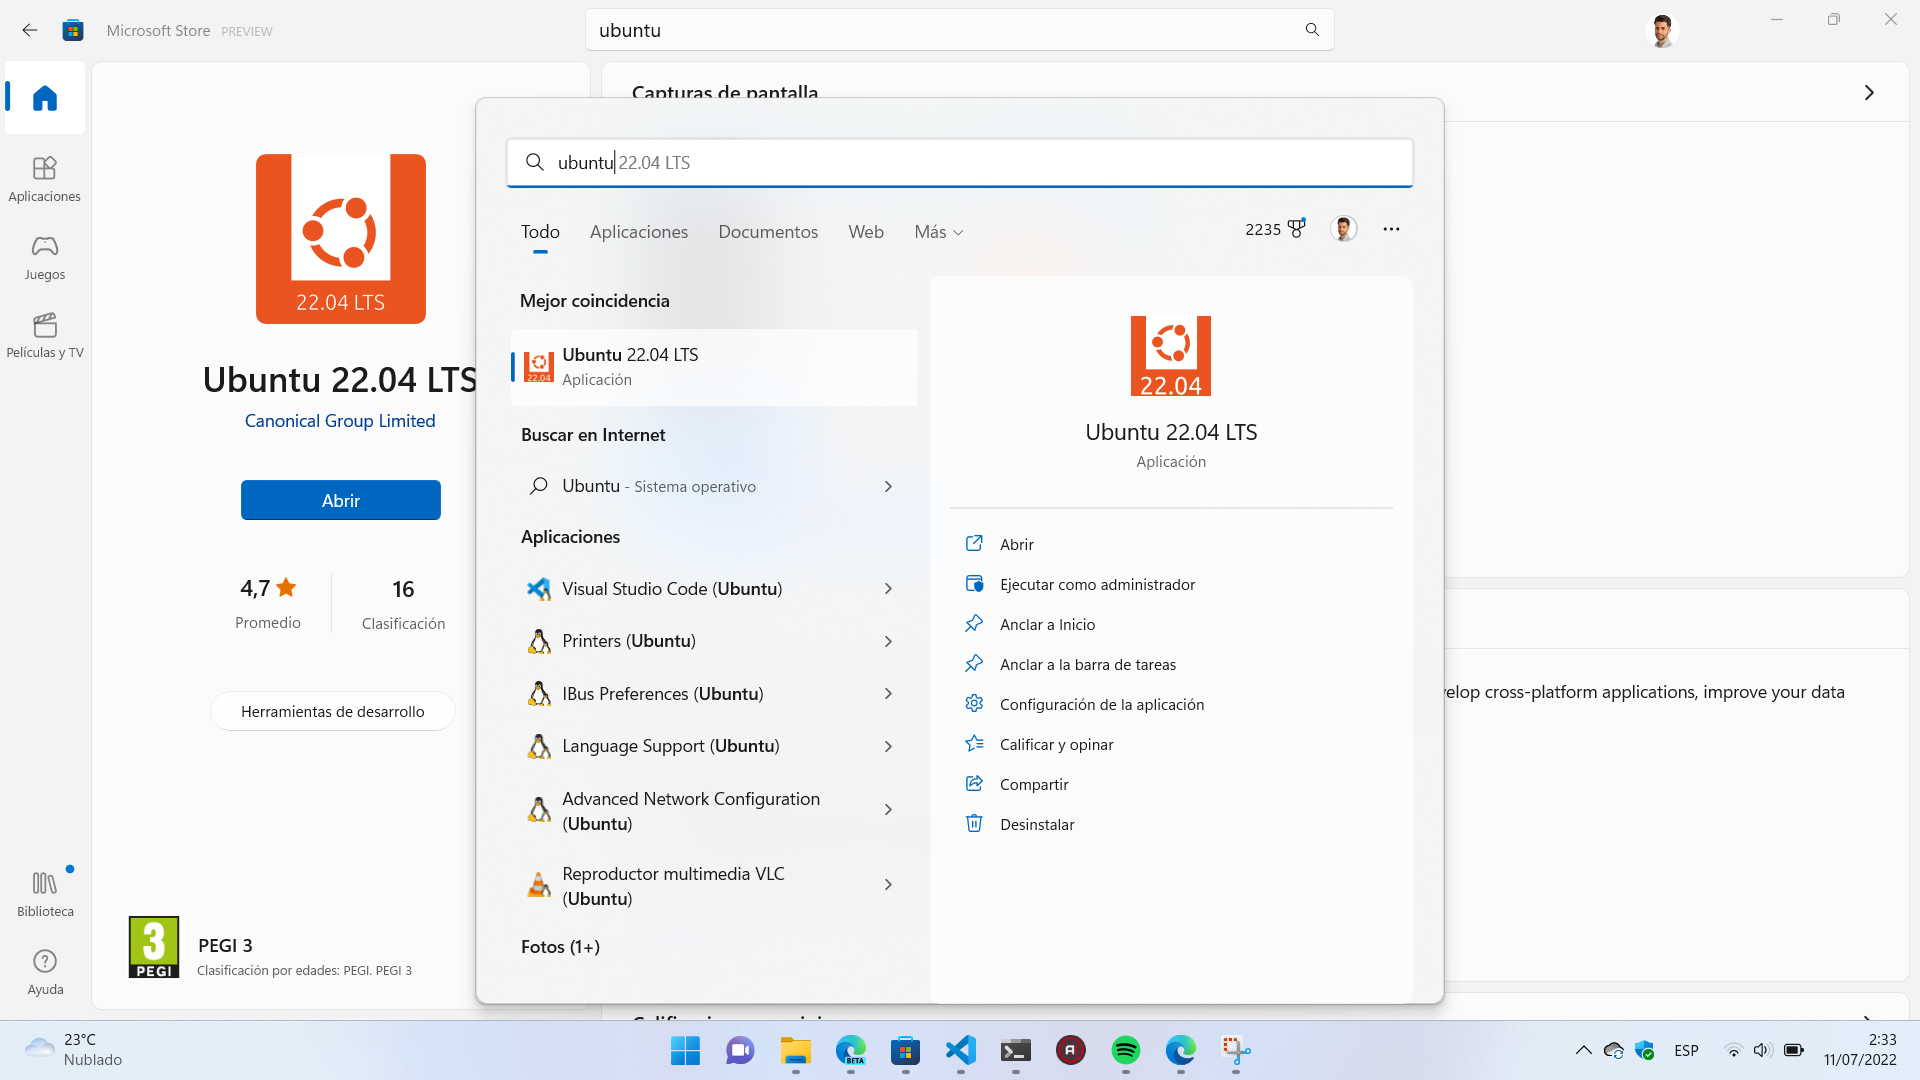 Microsoft Store PREVIEW
ubuntu
Aplicaciones
Juegos
Películas y TV
Biblioteca
Ayuda
22.04 LTS
Ubuntu 22.04 LTS
Canonical Group Limited
Abrir
4,7
Promedio
16
Clasificación
Herramientas de desarrollo
3
PEGI
PEGI 3
Clasificación por edades: PEGI. PEGI 3
Capturas de pantalla
ubuntu 22.04 LTS
Todo Aplicaciones Documentos Web Más
2235
Mejor coincidencia
22.04
Ubuntu 22.04 LTS
Aplicación
Buscar en Internet
Ubuntu - Sistema operativo
Aplicaciones
Visual Studio Code (Ubuntu)
Printers (Ubuntu)
IBus Preferences (Ubuntu)
Language Support (Ubuntu)
Advanced Network Configuration
(Ubuntu)
Reproductor multimedia VLC
(Ubuntu)
Fotos (1+)
22.04
Ubuntu 22.04 LTS
Aplicación
Abrir
Ejecutar como administrador
Anclar a Inicio
Anclar a la barra de tareas
Configuración de la aplicación
Calificar y opinar
Compartir
Desinstalar
cross-platform applications, improve your data
23°C
Nublado
BETA
ESP
2:33
11/07/2022